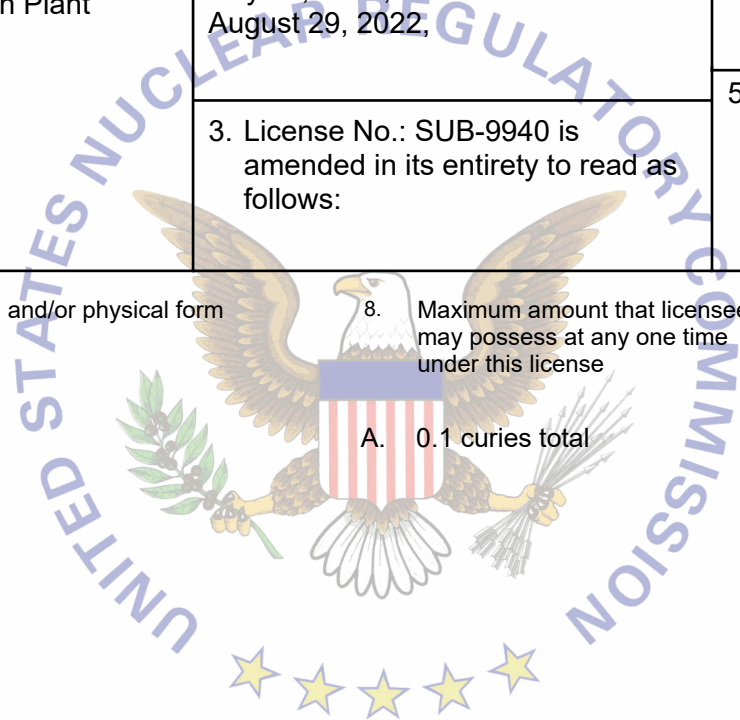 n Plant
August 29, 2022,
5
3. License No.: SUB-9940 is
amended in its entirety to read as
follows:
and/or physical form
8. Maximum amount that licensee
may possess at any one time
under this license
A. 0.1 curies total
UNITED STATES NUCLEAR REGULATORY COMMISSION